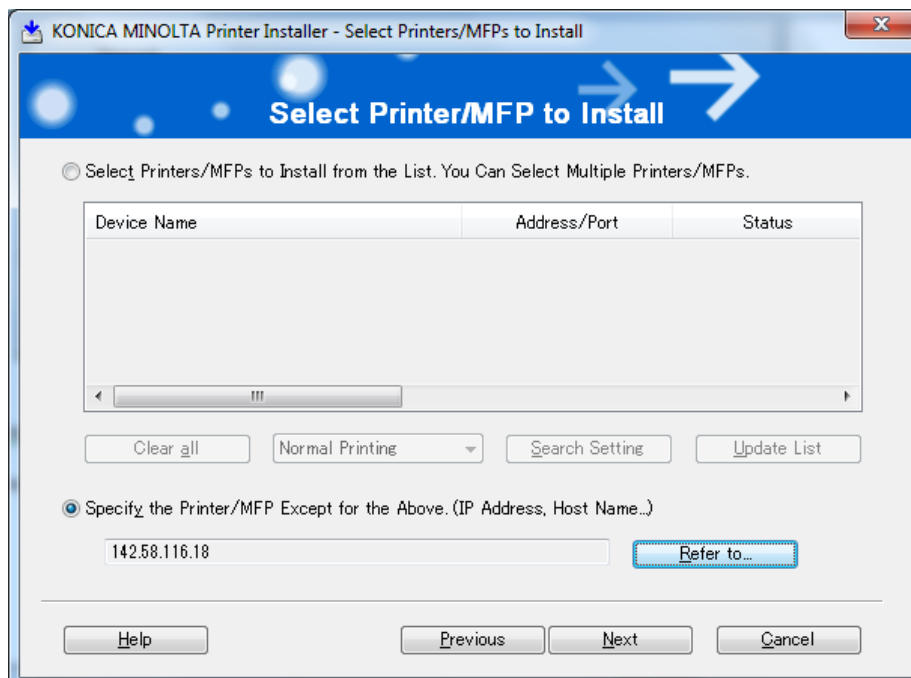 KONICA MINOLTA Printer Installer - Select Printers/MFPs to Install
Select Printer/MFP to Install
Select Printers/MFPs to Install from the List. You Can Select Multiple Printers/MFPs.
Device Name Address/Port Status
Clear all Normal Printing Search Setting Update List
Specify the Printer/MFP Except for the Above. (IP Address, Host Name..)
142.58.116.18 Refer to...
Help Previous Next Cancel